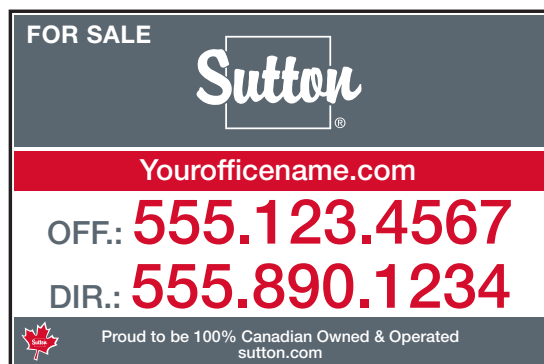 FOR SALE
Sutton
®
Yourofficename.com
OFF.: 555.123.4567
DIR.: 555.890.1234
Sutton
Proud to be 100% Canadian Owned & Operated
sutton.com